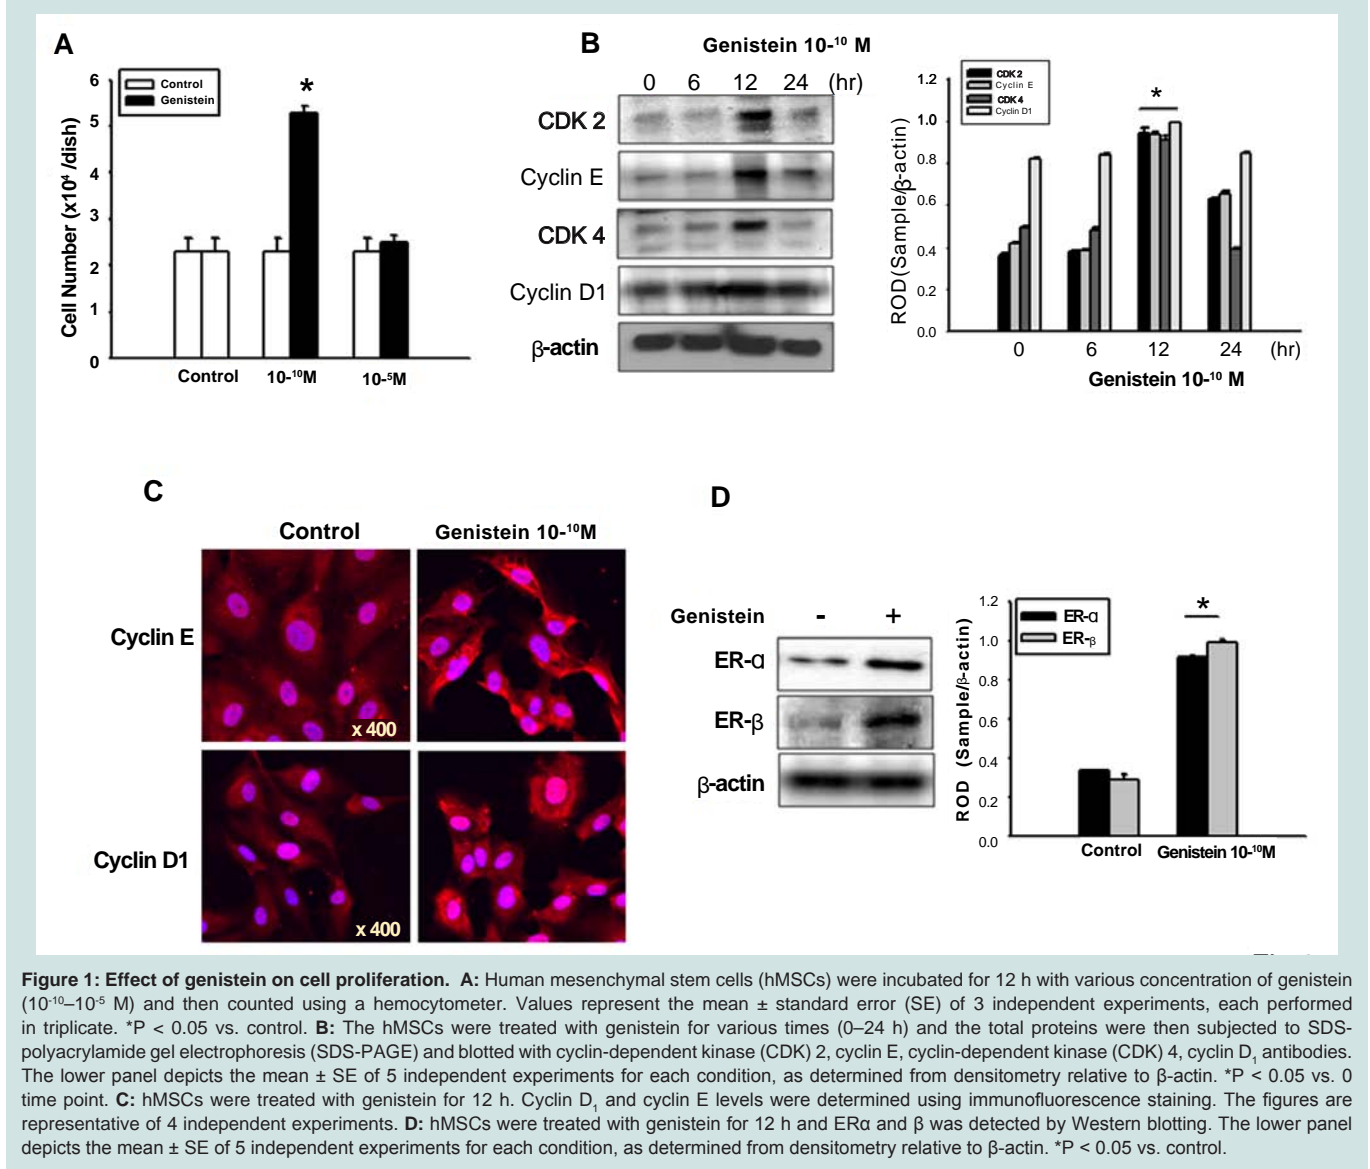 A
Cell Number (x10⁴ /dish)
6
5
4
3
2
1
0
Control
Genistein
*
Control
10-¹⁰M
10-⁵M
B
Genistein 10-¹⁰ M
0 6 12 24 (hr)
CDK 2
Cyclin E
CDK 4
Cyclin D1
β-actin
ROD (Sample/β-actin)
1.2
1.0
0.8
0.6
0.4
0.2
0.0
CDK 2
Cyclin E
CDK 4
Cyclin D1
*
0 6 12 24 (hr)
Genistein 10-¹⁰ M
C
Control
Genistein 10-¹⁰M
Cyclin E
x 400
Cyclin D1
x 400
D
Genistein - +
ER-α
ER-β
β-actin
ROD (Sample/β-actin)
1.2
1.0
0.8
0.6
0.4
0.2
0.0
ER-α
ER-β
*
Control
Genistein 10-¹⁰M
Figure 1: Effect of genistein on cell proliferation. A: Human mesenchymal stem cells (hMSCs) were incubated for 12 h with various concentration of genistein
(10⁻¹⁰–10⁻⁵ M) and then counted using a hemocytometer. Values represent the mean ± standard error (SE) of 3 independent experiments, each performed
in triplicate. *P < 0.05 vs. control. B: The hMSCs were treated with genistein for various times (0–24 h) and the total proteins were then subjected to SDS-
polyacrylamide gel electrophoresis (SDS-PAGE) and blotted with cyclin-dependent kinase (CDK) 2, cyclin E, cyclin-dependent kinase (CDK) 4, cyclin D₁ antibodies.
The lower panel depicts the mean ± SE of 5 independent experiments for each condition, as determined from densitometry relative to β-actin. *P < 0.05 vs. 0
time point. C: hMSCs were treated with genistein for 12 h. Cyclin D₁ and cyclin E levels were determined using immunofluorescence staining. The figures are
representative of 4 independent experiments. D: hMSCs were treated with genistein for 12 h and ERα and β was detected by Western blotting. The lower panel
depicts the mean ± SE of 5 independent experiments for each condition, as determined from densitometry relative to β-actin. *P < 0.05 vs. control.